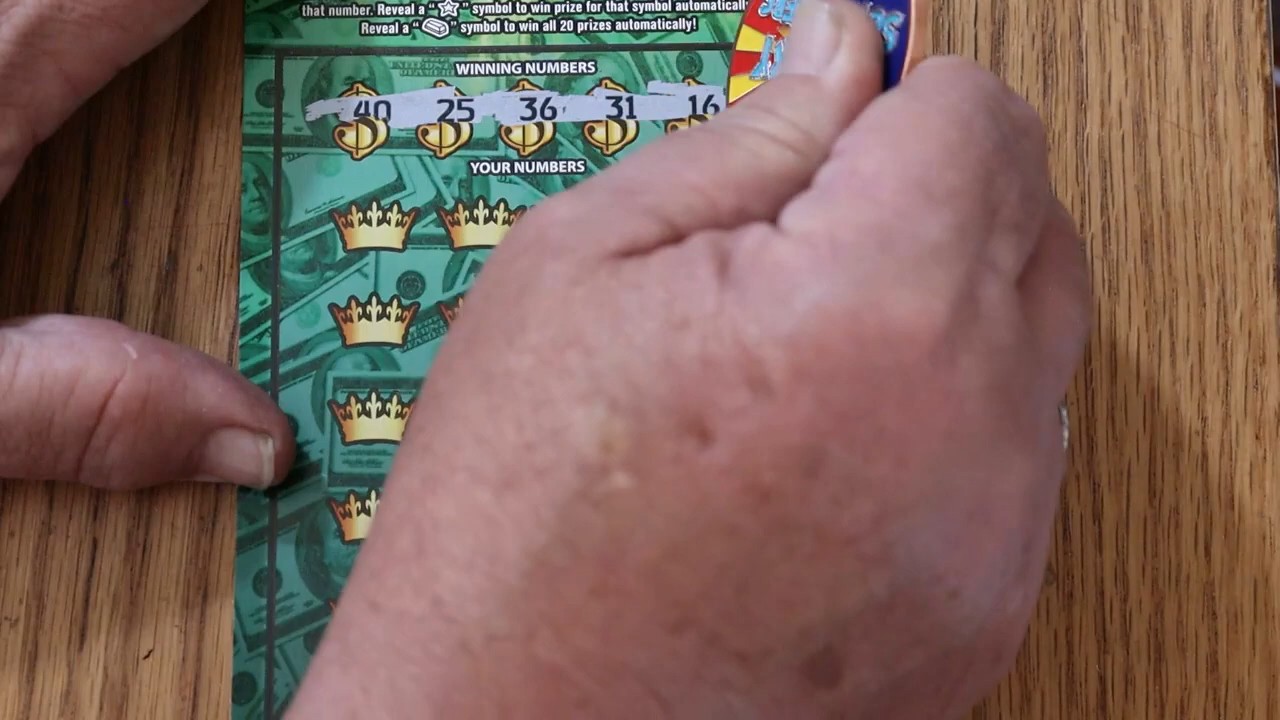 that number. Reveal a " " symbol to win prize for that symbol automatically
Reveal a " " symbol to win all 20 prizes automatically!
WINNING NUMBERS
40 25 36 31 16
YOUR NUMBERS